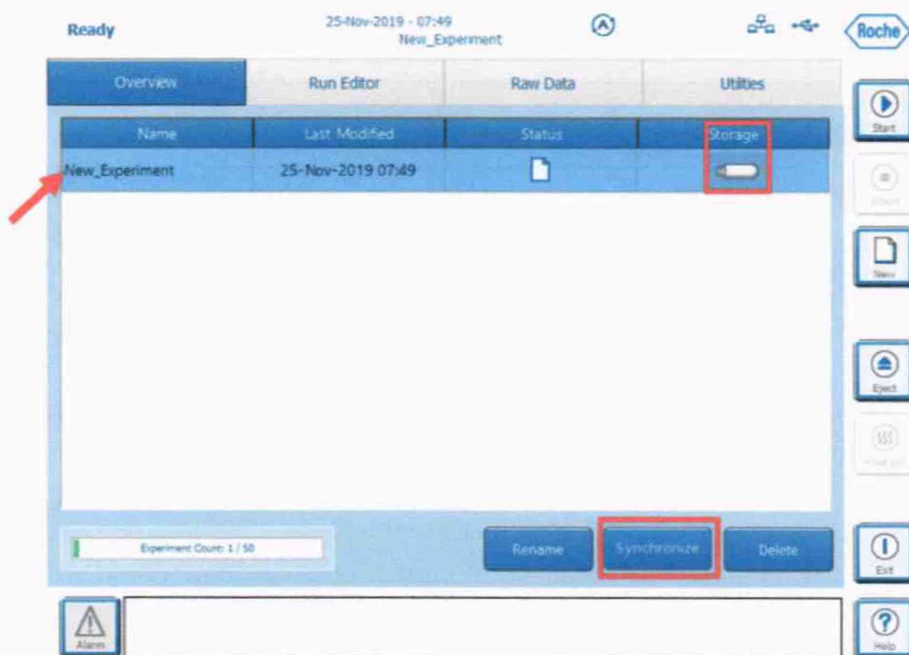 Ready
25-Nov-2019 - 07:49
New_Experiment
Roche
Overview
Run Editor
Raw Data
Utilities
Name
Last Modified
Status
Storage
New_Experiment
25-Nov-2019 07:49
Experiment Count: 1 / 50
Rename
Synchronize
Delete
Start
New
Eject
Exit
Alarm
Help